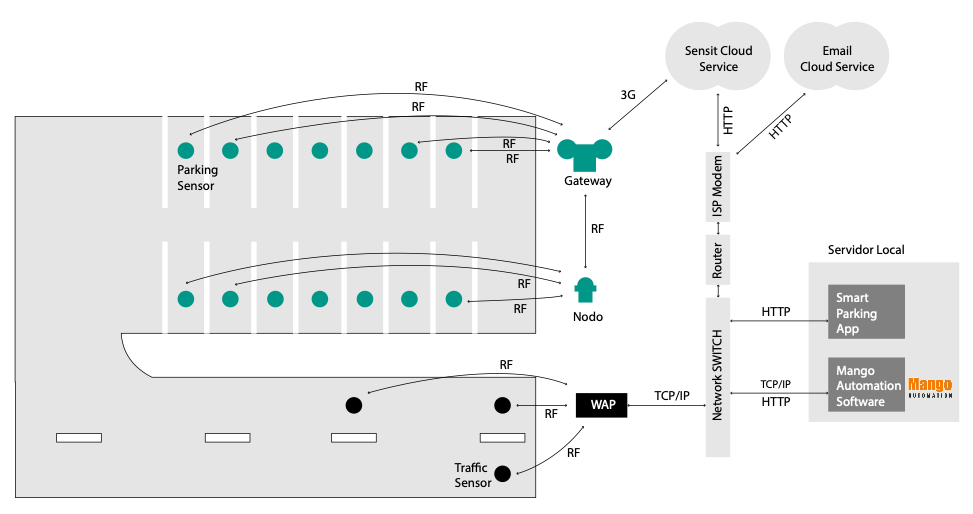 Sensit Cloud
Service
Email
Cloud Service
3G
HTTP
HTTP
RF
RF
RF
RF
Parking
Sensor
Gateway
ISP Modem
RF
Router
Servidor Local
RF
RF
Nodo
Smart
Parking
App
HTTP
Network SWITCH
Mango
Automation
Software
Mango
AUTOMATION
TCP/IP
HTTP
RF
RF
WAP
TCP/IP
RF
Traffic
Sensor